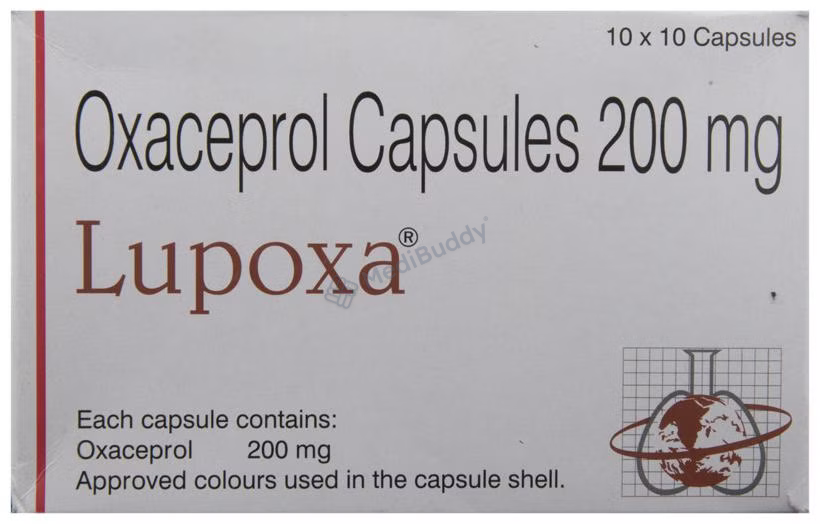 10 x 10 Capsules
Oxaceprol Capsules 200 mg
Lupoxa®
MediBuddy
Each capsule contains:
Oxaceprol 200 mg
Approved colours used in the capsule shell.